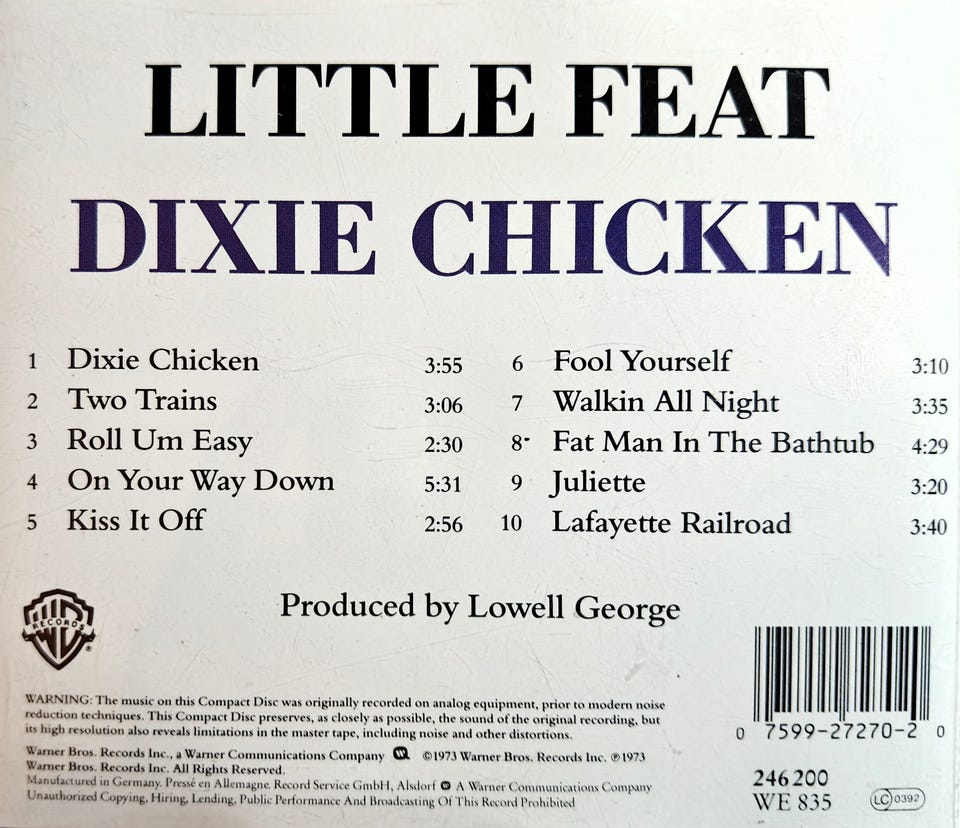 LITTLE FEAT
DIXIE CHICKEN
1 Dixie Chicken 3:55
2 Two Trains 3:06
3 Roll Um Easy 2:30
4 On Your Way Down 5:31
5 Kiss It Off 2:56
6 Fool Yourself 3:10
7 Walkin All Night 3:35
8 Fat Man In The Bathtub 4:29
9 Juliette 3:20
10 Lafayette Railroad 3:40
Produced by Lowell George
WB
RECORDS ®
WARNING: The music on this Compact Disc was originally recorded on analog equipment, prior to modern noise
reduction techniques. This Compact Disc preserves, as closely as possible, the sound of the original recording, but
its high resolution also reveals limitations in the master tape, including noise and other distortions.
Warner Bros. Records Inc., a Warner Communications Company ©1973 Warner Bros. Records Inc. ℗1973
Warner Bros. Records Inc. All Rights Reserved.
Manufactured in Germany. Pressé en Allemagne. Record Service GmbH, Alsdorf A Warner Communications Company
Unauthorized Copying, Hiring, Lending, Public Performance And Broadcasting Of This Record Prohibited
0 7599-27270-2 0
246 200
WE 835
LC 0392